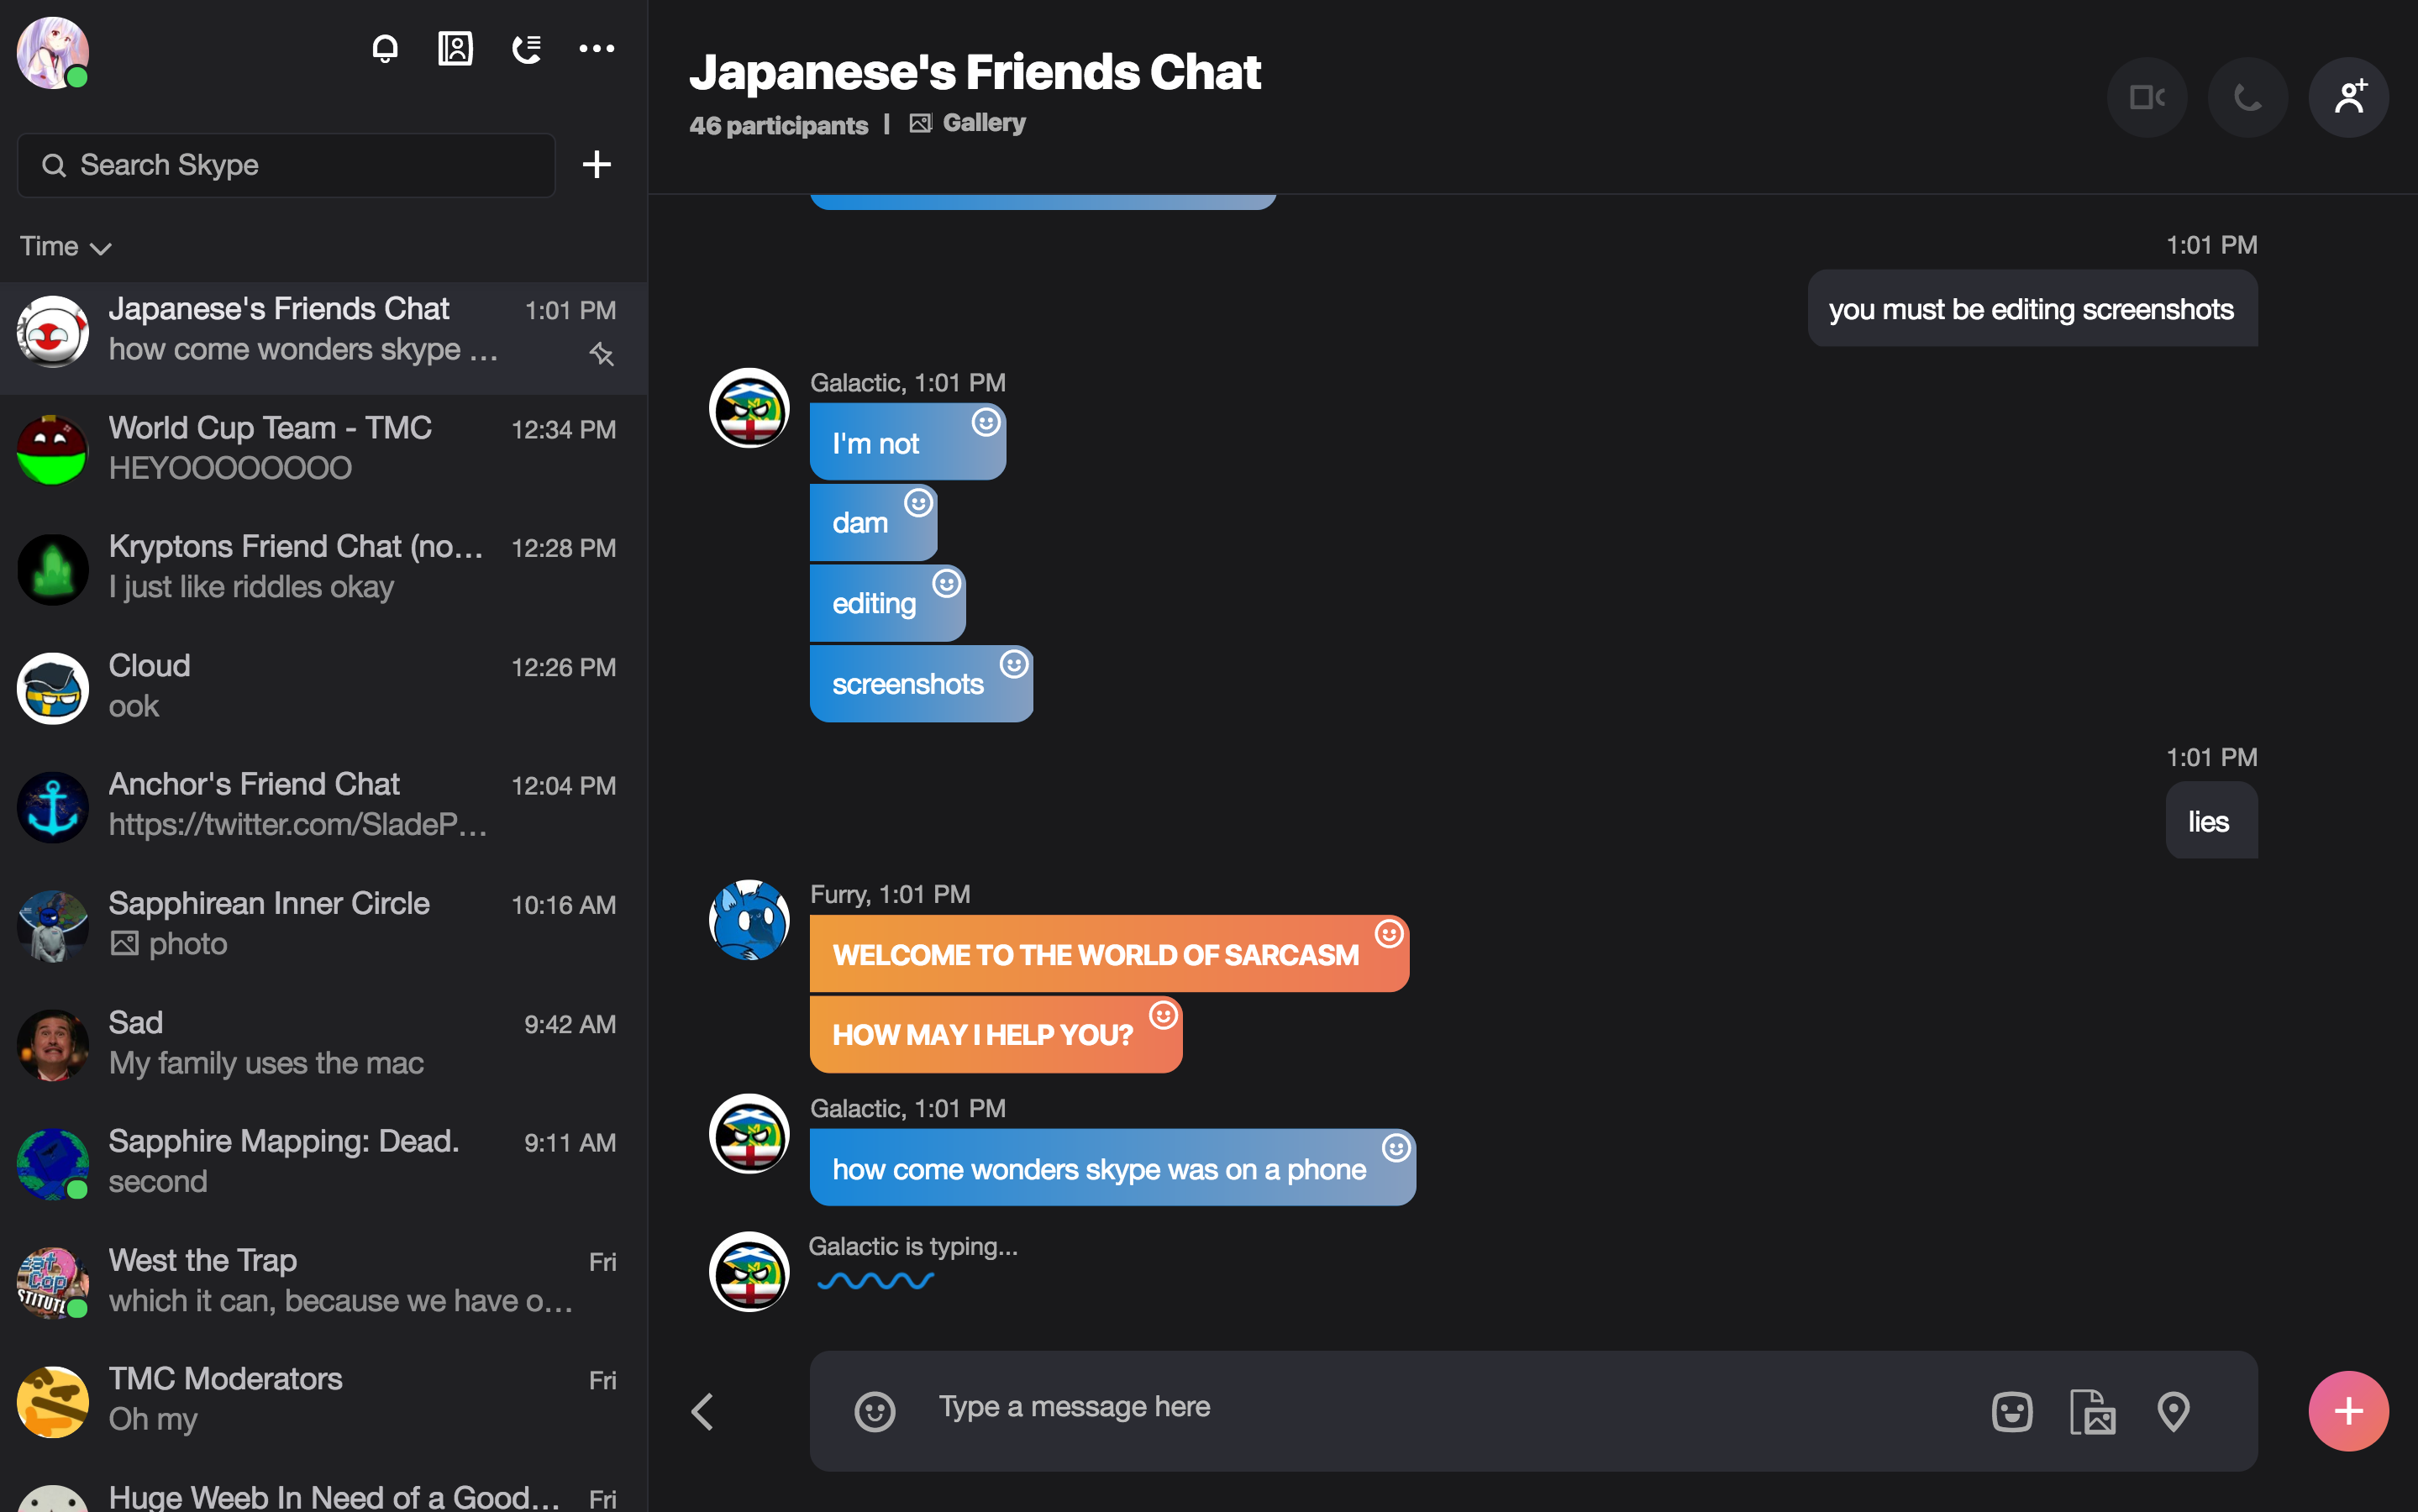 Search Skype
Time
Japanese's Friends Chat 1:01 PM
how come wonders skype ...
World Cup Team - TMC 12:34 PM
HEYOOOOOOOO
Kryptons Friend Chat (no... 12:28 PM
I just like riddles okay
Cloud 12:26 PM
ook
Anchor's Friend Chat 12:04 PM
https://twitter.com/SladeP...
Sapphirean Inner Circle 10:16 AM
photo
Sad 9:42 AM
My family uses the mac
Sapphire Mapping: Dead. 9:11 AM
second
West the Trap Fri
which it can, because we have o...
TMC Moderators Fri
Oh my
Huge Weeb In Need of a Good... Fri
Japanese's Friends Chat
46 participants | Gallery
1:01 PM
you must be editing screenshots
Galactic, 1:01 PM
I'm not
dam
editing
screenshots
1:01 PM
lies
Furry, 1:01 PM
WELCOME TO THE WORLD OF SARCASM
HOW MAY I HELP YOU?
Galactic, 1:01 PM
how come wonders skype was on a phone
Galactic is typing...
Type a message here